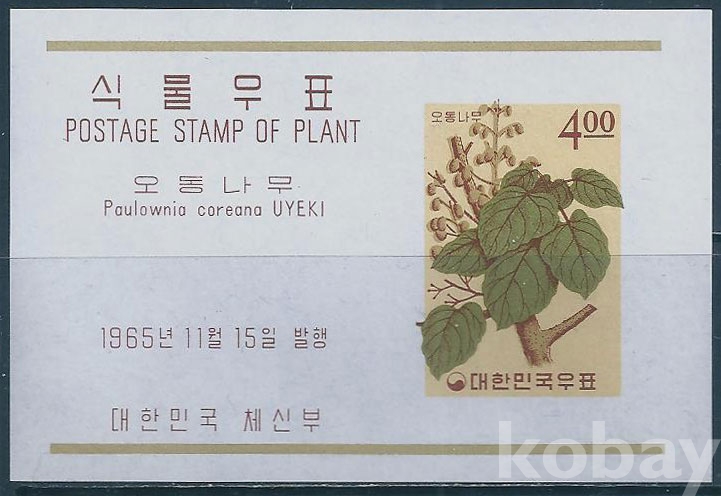 식물우표
POSTAGE STAMP OF PLANT
오동나무
Paulownia coreana UYEKI
1965년 11월 15일 발행
대한민국 체신부
오동나무
4.00
대한민국우표
kobay